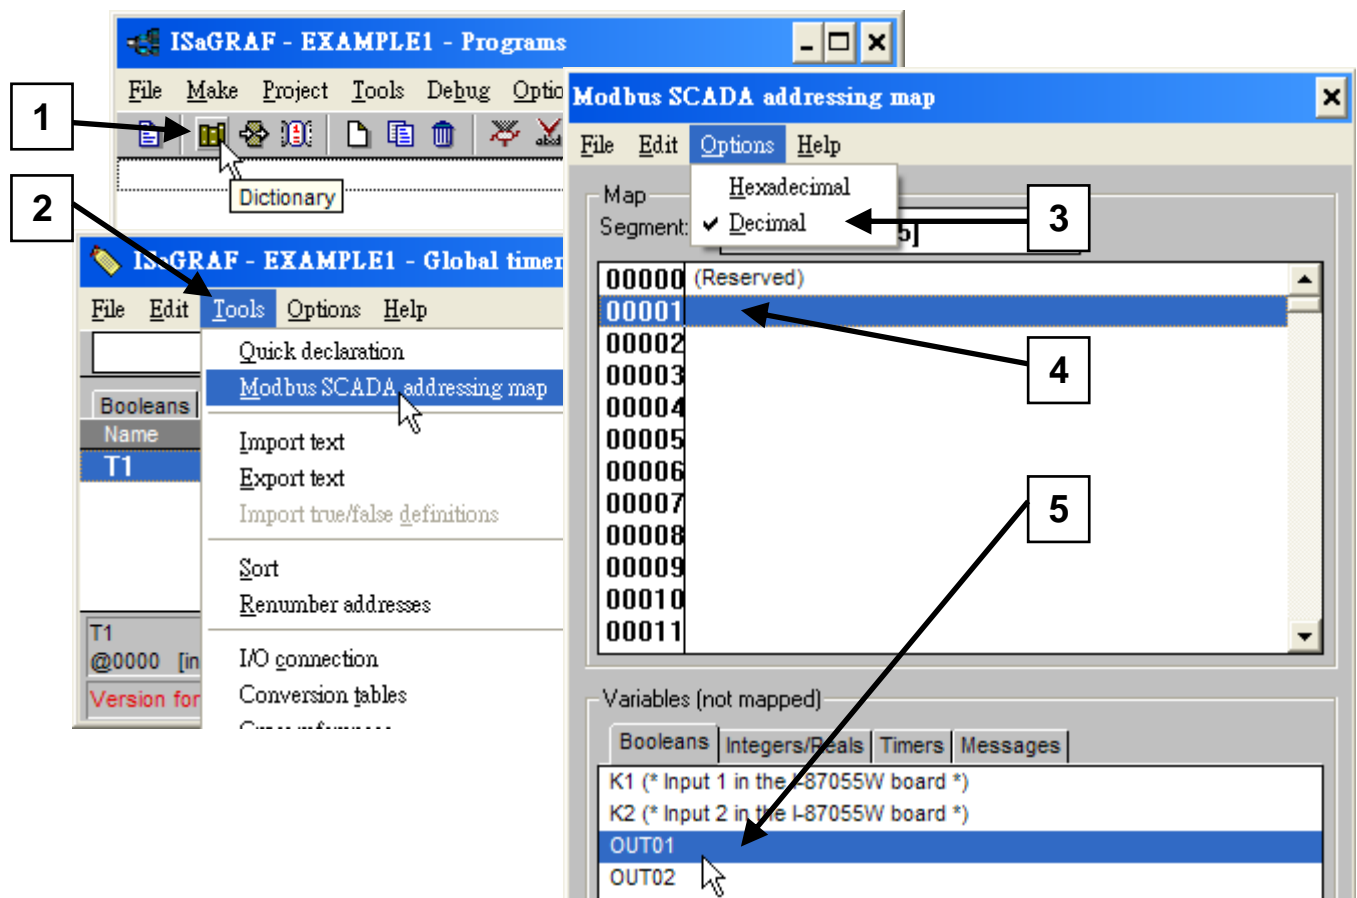 ISaGRAF - EXAMPLE1 - Programs
File Make Project Tools Debug Optio
1
Dictionary
2
ISaGRAF - EXAMPLE1 - Global timer
File Edit Tools Options Help
Quick declaration
Modbus SCADA addressing map
Import text
Export text
Import true/false definitions
Sort
Renumber addresses
I/O connection
Conversion tables
Booleans
Name
T1
T1
@0000 [in
Version for
Modbus SCADA addressing map
File Edit Options Help
Hexadecimal
Decimal
3
Map
Segment:
5]
00000 (Reserved)
00001
00002
00003
00004
00005
00006
00007
00008
00009
00010
00011
4
5
Variables (not mapped)
Booleans Integers/Reals Timers Messages
K1 (* Input 1 in the I-87055W board *)
K2 (* Input 2 in the I-87055W board *)
OUT01
OUT02